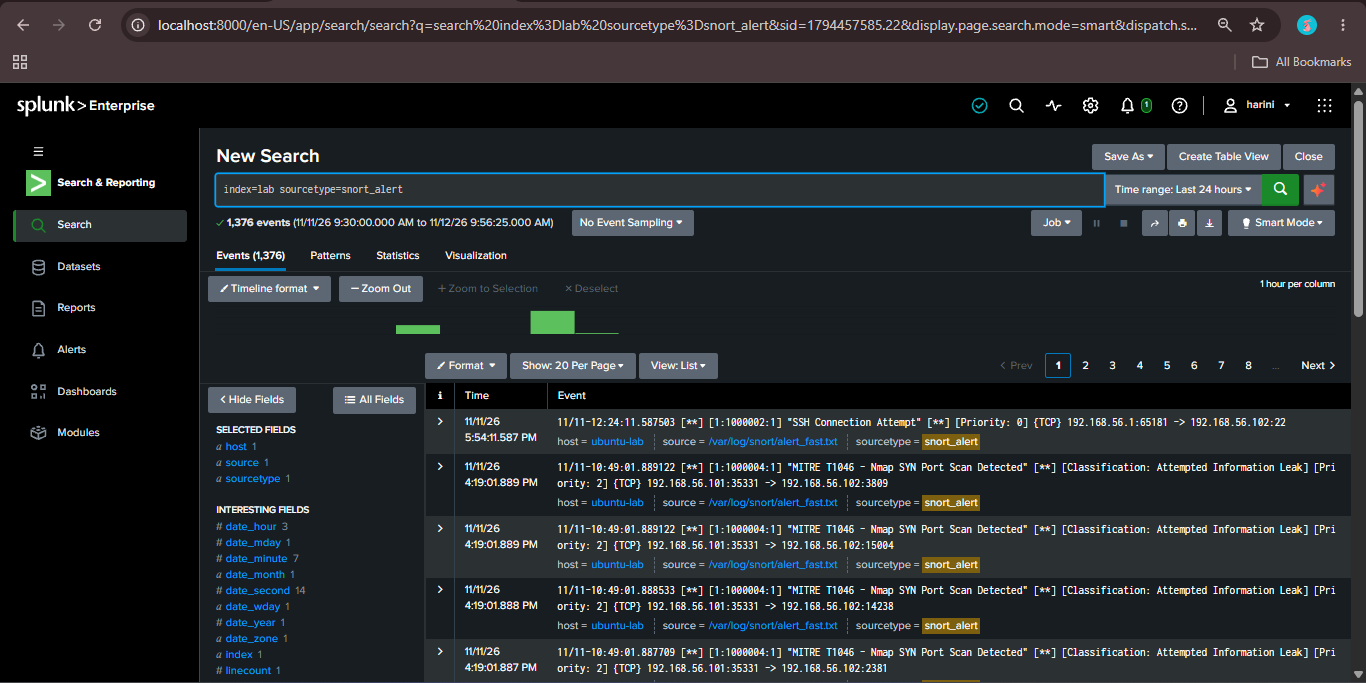 localhost:8000/en-US/app/search/search?q=search%20index%3Dlab%20sourcetype%3Dsnort_alert&sid=1794457585.22&display.page.search.mode=smart&dispatch.s...
All Bookmarks
splunk>Enterprise
1
harini
Search & Reporting
Search
Datasets
Reports
Alerts
Dashboards
Modules
New Search
Save As
Create Table View
Close
index=lab sourcetype=snort_alert
Time range: Last 24 hours
1,376 events (11/11/26 9:30:00.000 AM to 11/12/26 9:56:25.000 AM)
No Event Sampling
Job
Smart Mode
Events (1,376)
Patterns
Statistics
Visualization
Timeline format
— Zoom Out
+ Zoom to Selection
× Deselect
1 hour per column
Format
Show: 20 Per Page
View: List
< Prev
1
2
3
4
5
6
7
8
...
Next >
< Hide Fields
All Fields
SELECTED FIELDS
a host 1
a source 1
a sourcetype 1
INTERESTING FIELDS
# date_hour 3
# date_mday 1
# date_minute 7
a date_month 1
# date_second 14
a date_wday 1
# date_year 1
a date_zone 1
a index 1
# linecount 1
i
Time
Event
11/11/26
5:54:11.587 PM
11/11-12:24:11.587503 [**] [1:1000002:1] "SSH Connection Attempt" [**] [Priority: 0] {TCP} 192.168.56.1:65181 -> 192.168.56.102:22
host = ubuntu-lab source = /var/log/snort/alert_fast.txt sourcetype = snort_alert
11/11/26
4:19:01.889 PM
11/11-10:49:01.889122 [**] [1:1000004:1] "MITRE T1046 - Nmap SYN Port Scan Detected" [**] [Classification: Attempted Information Leak] [Pri
ority: 2] {TCP} 192.168.56.101:35331 -> 192.168.56.102:3809
host = ubuntu-lab source = /var/log/snort/alert_fast.txt sourcetype = snort_alert
11/11/26
4:19:01.889 PM
11/11-10:49:01.889122 [**] [1:1000004:1] "MITRE T1046 - Nmap SYN Port Scan Detected" [**] [Classification: Attempted Information Leak] [Pri
ority: 2] {TCP} 192.168.56.101:35331 -> 192.168.56.102:15004
host = ubuntu-lab source = /var/log/snort/alert_fast.txt sourcetype = snort_alert
11/11/26
4:19:01.888 PM
11/11-10:49:01.888533 [**] [1:1000004:1] "MITRE T1046 - Nmap SYN Port Scan Detected" [**] [Classification: Attempted Information Leak] [Pri
ority: 2] {TCP} 192.168.56.101:35331 -> 192.168.56.102:14238
host = ubuntu-lab source = /var/log/snort/alert_fast.txt sourcetype = snort_alert
11/11/26
4:19:01.887 PM
11/11-10:49:01.887709 [**] [1:1000004:1] "MITRE T1046 - Nmap SYN Port Scan Detected" [**] [Classification: Attempted Information Leak] [Pri
ority: 2] {TCP} 192.168.56.101:35331 -> 192.168.56.102:2381